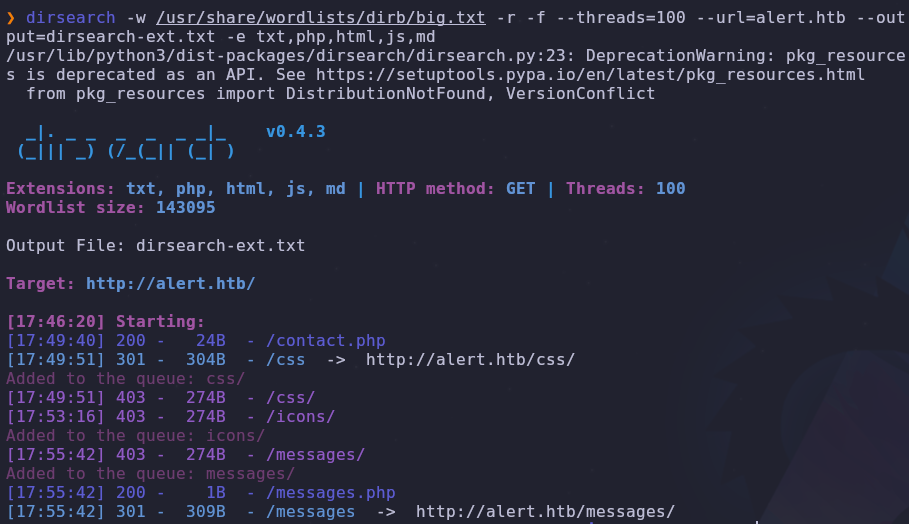 ❯ dirsearch -w /usr/share/wordlists/dirb/big.txt -r -f --threads=100 --url=alert.htb --out
put=dirsearch-ext.txt -e txt,php,html,js,md
/usr/lib/python3/dist-packages/dirsearch/dirsearch.py:23: DeprecationWarning: pkg_resource
s is deprecated as an API. See https://setuptools.pypa.io/en/latest/pkg_resources.html
  from pkg_resources import DistributionNotFound, VersionConflict

  _|. _ _  _  _  _ _|_    v0.4.3
 (_||| _) (/_(_|| (_| )

Extensions: txt, php, html, js, md | HTTP method: GET | Threads: 100
Wordlist size: 143095

Output File: dirsearch-ext.txt

Target: http://alert.htb/

[17:46:20] Starting:
[17:49:40] 200 -   24B  - /contact.php
[17:49:51] 301 -  304B  - /css  ->  http://alert.htb/css/
Added to the queue: css/
[17:49:51] 403 -  274B  - /css/
[17:53:16] 403 -  274B  - /icons/
Added to the queue: icons/
[17:55:42] 403 -  274B  - /messages/
Added to the queue: messages/
[17:55:42] 200 -    1B  - /messages.php
[17:55:42] 301 -  309B  - /messages  ->  http://alert.htb/messages/